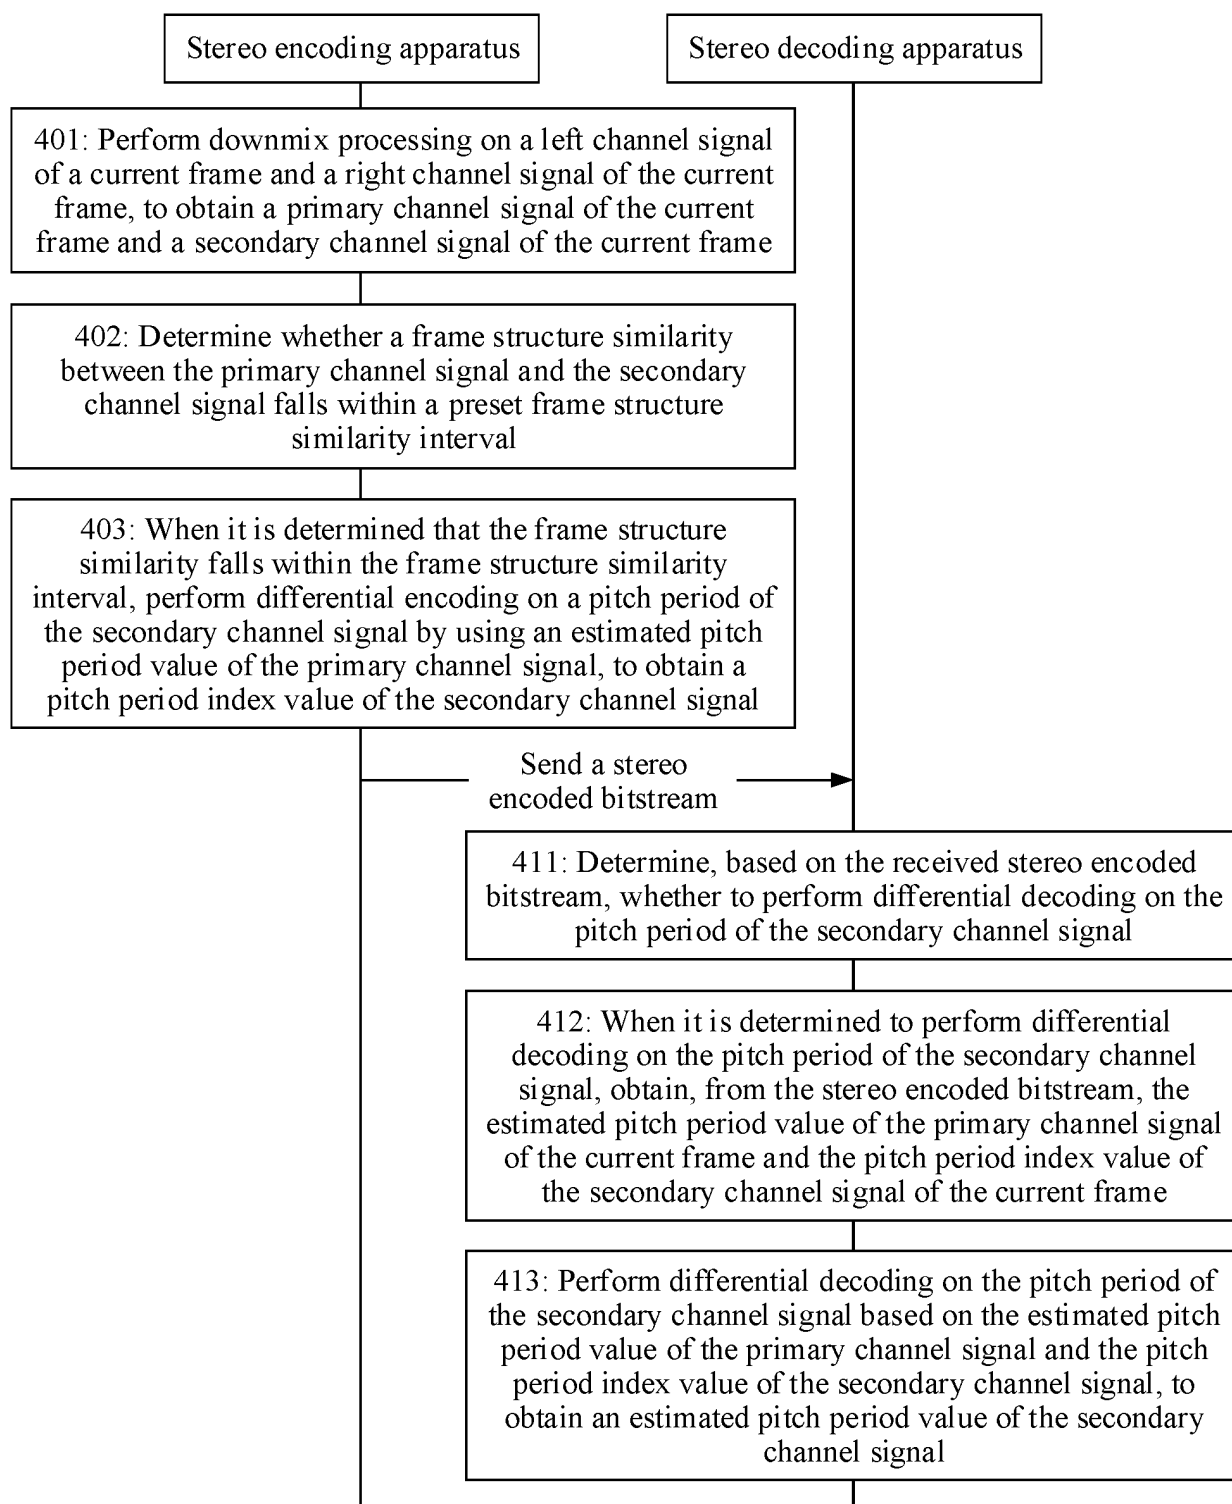 Stereo encoding apparatus
Stereo decoding apparatus
401: Perform downmix processing on a left channel signal
of a current frame and a right channel signal of the current
frame, to obtain a primary channel signal of the current
frame and a secondary channel signal of the current frame
402: Determine whether a frame structure similarity
between the primary channel signal and the secondary
channel signal falls within a preset frame structure
similarity interval
403: When it is determined that the frame structure
similarity falls within the frame structure similarity
interval, perform differential encoding on a pitch period of
the secondary channel signal by using an estimated pitch
period value of the primary channel signal, to obtain a
pitch period index value of the secondary channel signal
Send a stereo
encoded bitstream
411: Determine, based on the received stereo encoded
bitstream, whether to perform differential decoding on the
pitch period of the secondary channel signal
412: When it is determined to perform differential
decoding on the pitch period of the secondary channel
signal, obtain, from the stereo encoded bitstream, the
estimated pitch period value of the primary channel signal
of the current frame and the pitch period index value of
the secondary channel signal of the current frame
413: Perform differential decoding on the pitch period of
the secondary channel signal based on the estimated pitch
period value of the primary channel signal and the pitch
period index value of the secondary channel signal, to
obtain an estimated pitch period value of the secondary
channel signal